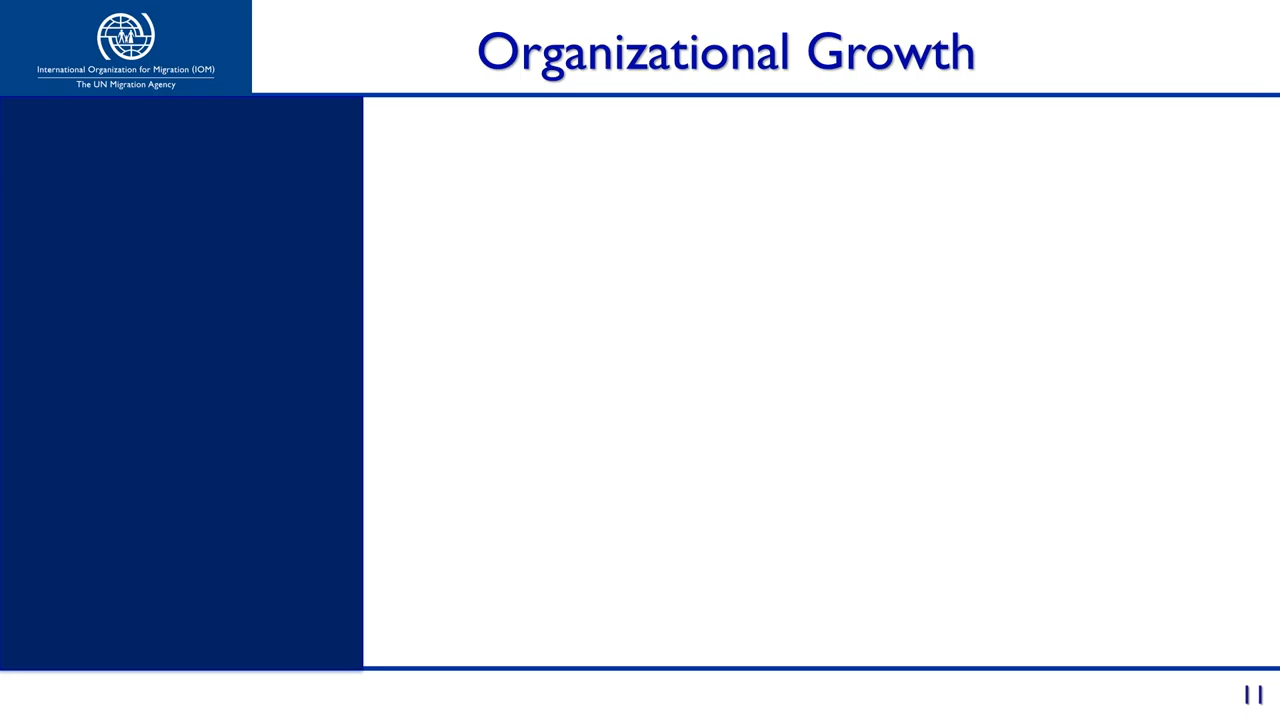 International Organization for Migration (IOM)
The UN Migration Agency
Organizational Growth
11